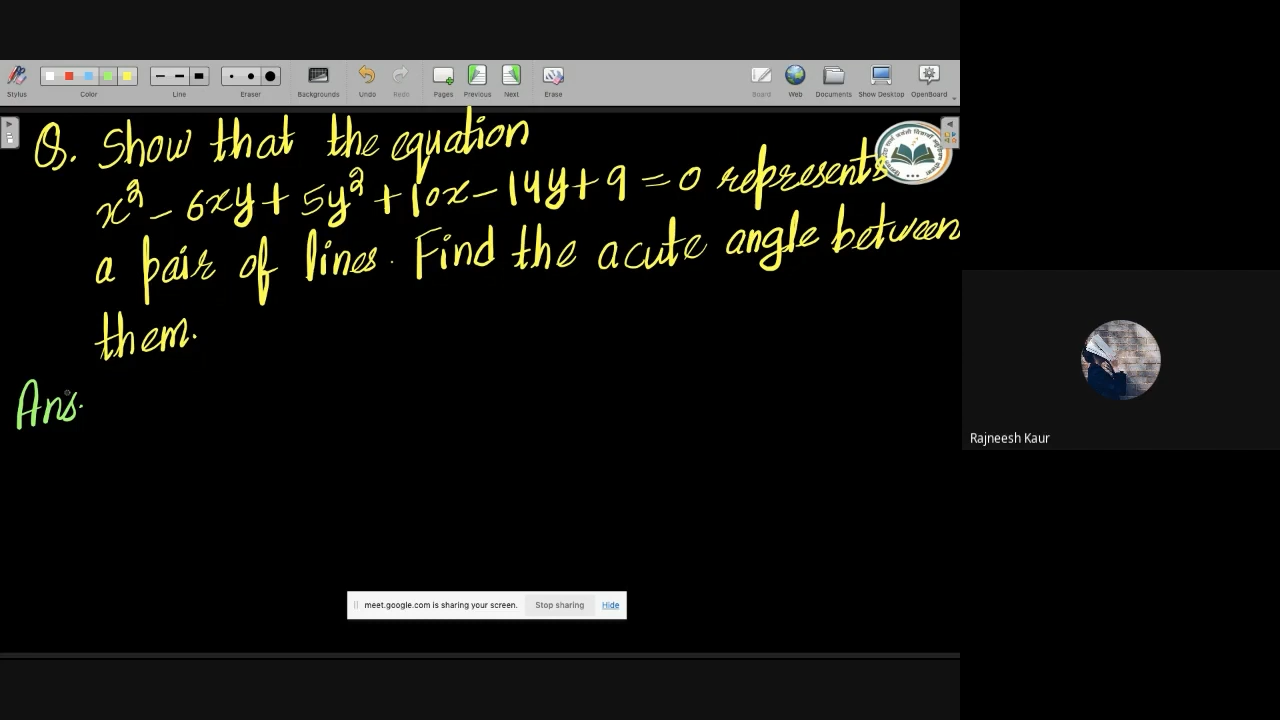 Stylus Color Line Eraser Backgrounds Undo Redo Pages Previous Next Erase Board Web Documents Show Desktop OpenBoard
Q. Show that the equation
x² - 6xy + 5y² + 10x - 14y + 9 = 0 represents
a pair of lines. Find the acute angle between
them.
Ans.
Rajneesh Kaur
meet.google.com is sharing your screen. Stop sharing Hide